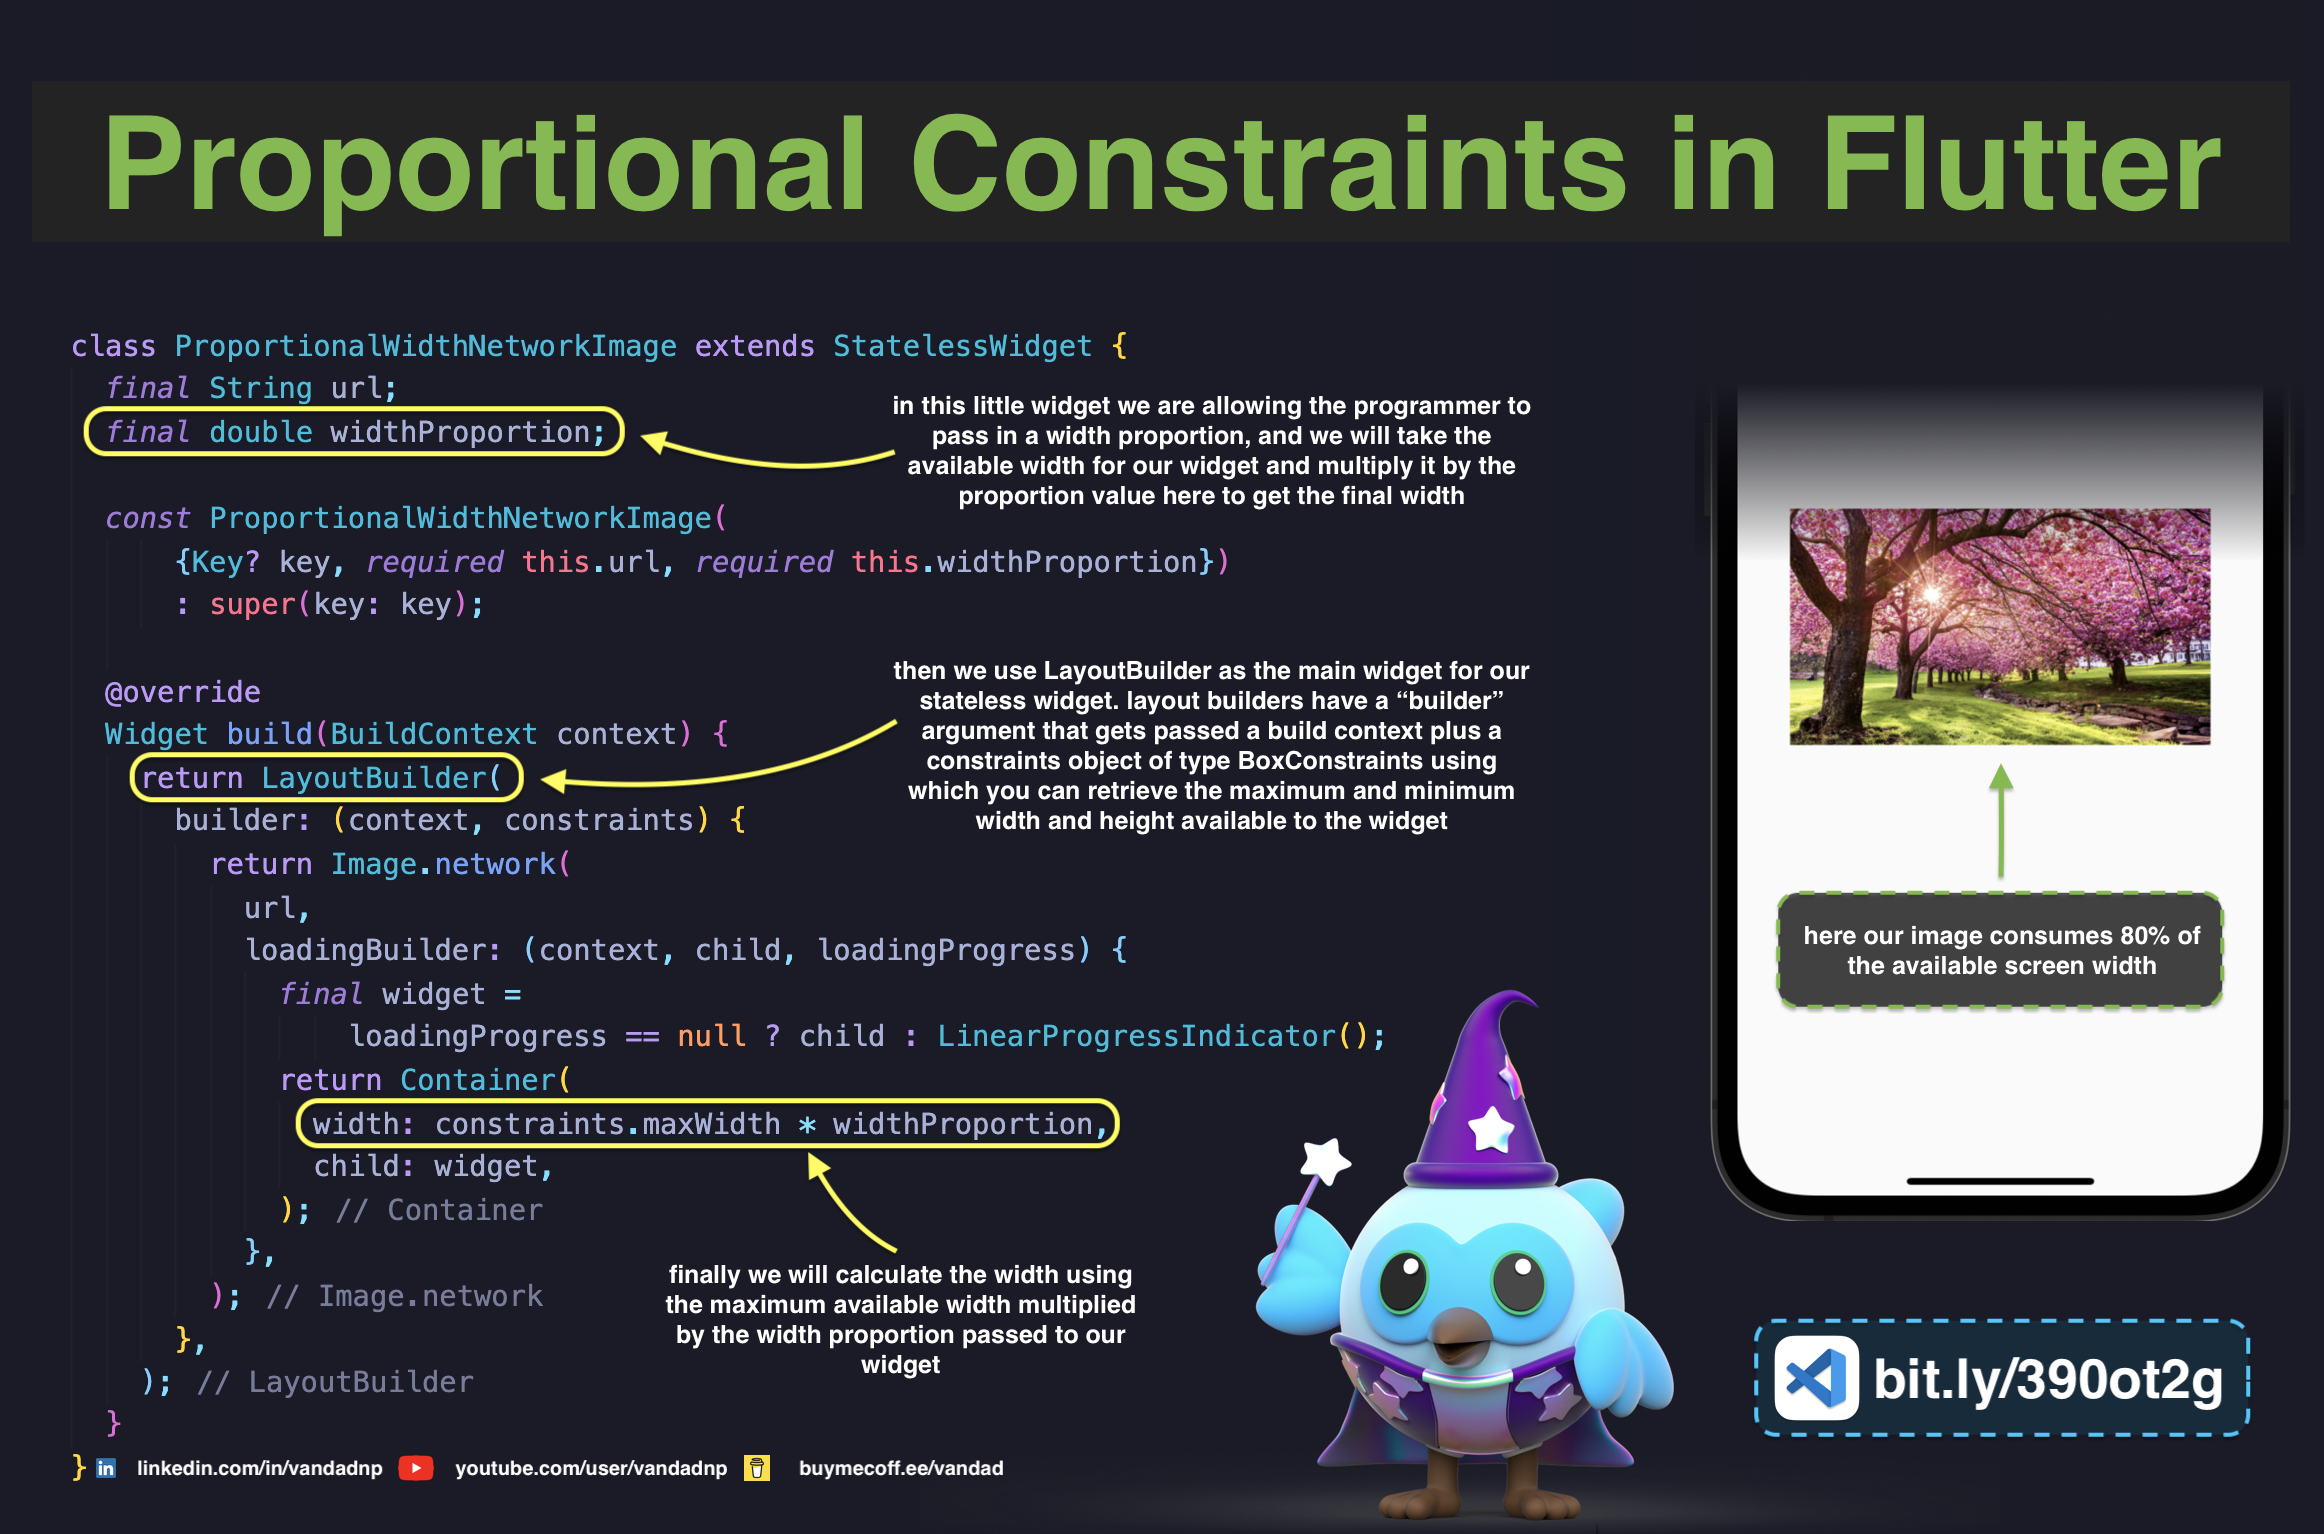 Proportional Constraints in Flutter
class ProportionalWidthNetworkImage extends StatelessWidget {
final String url;
final double widthProportion;
in this little widget we are allowing the programmer to
pass in a width proportion, and we will take the
available width for our widget and multiply it by the
proportion value here to get the final width
const ProportionalWidthNetworkImage(
{Key? key, required this.url, required this.widthProportion})
: super(key: key);
@override
Widget build(BuildContext context) {
return LayoutBuilder(
then we use LayoutBuilder as the main widget for our
stateless widget. layout builders have a “builder”
argument that gets passed a build context plus a
constraints object of type BoxConstraints using
which you can retrieve the maximum and minimum
width and height available to the widget
builder: (context, constraints) {
return Image.network(
url,
loadingBuilder: (context, child, loadingProgress) {
final widget =
loadingProgress == null ? child : LinearProgressIndicator();
return Container(
width: constraints.maxWidth * widthProportion,
child: widget,
); // Container
},
); // Image.network
},
); // LayoutBuilder
}
}
finally we will calculate the width using
the maximum available width multiplied
by the width proportion passed to our
widget
here our image consumes 80% of
the available screen width
bit.ly/390ot2g
in linkedin.com/in/vandadnp youtube.com/user/vandadnp buymecoff.ee/vandad